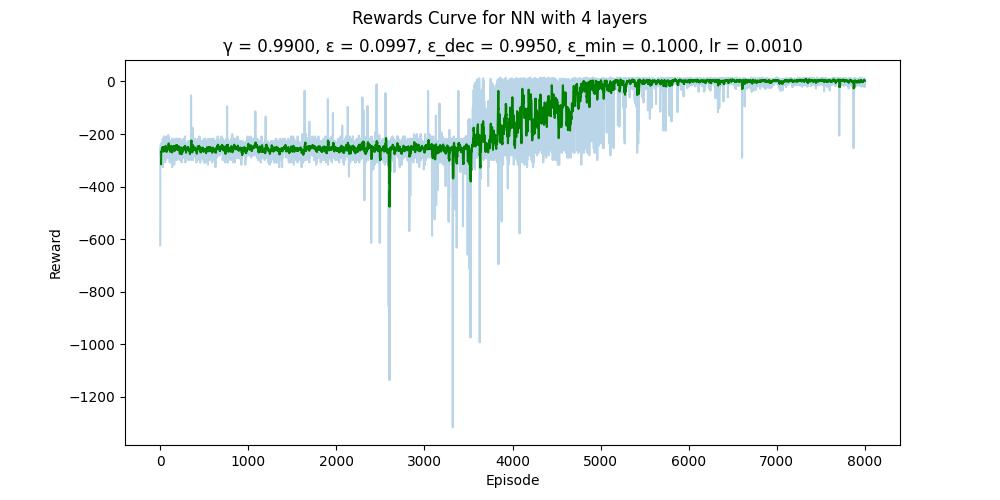 Rewards Curve for NN with 4 layers
γ = 0.9900, ε = 0.0997, ε_dec = 0.9950, ε_min = 0.1000, lr = 0.0010
0
−200
−400
−600
−800
−1000
−1200
Reward
0 1000 2000 3000 4000 5000 6000 7000 8000
Episode